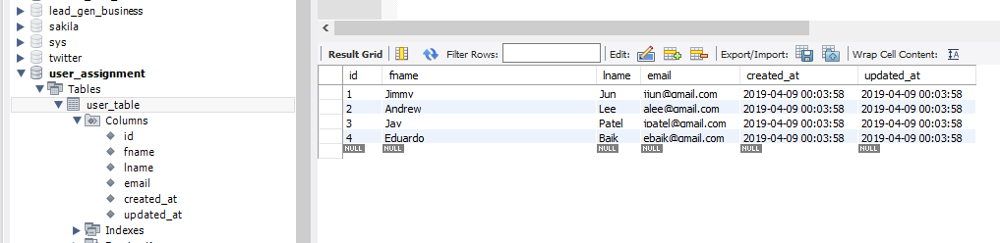 lead_gen_business
sakila
sys
twitter
user_assignment
Tables
user_table
Columns
id
fname
lname
email
created_at
updated_at
Indexes
Result Grid Filter Rows: Edit: Export/Import: Wrap Cell Content:
id fname lname email created_at updated_at
1 Jimmy Jun jjun@gmail.com 2019-04-09 00:03:58 2019-04-09 00:03:58
2 Andrew Lee alee@gmail.com 2019-04-09 00:03:58 2019-04-09 00:03:58
3 Jay Patel jpatel@gmail.com 2019-04-09 00:03:58 2019-04-09 00:03:58
4 Eduardo Baik ebaik@gmail.com 2019-04-09 00:03:58 2019-04-09 00:03:58
NULL NULL NULL NULL NULL NULL